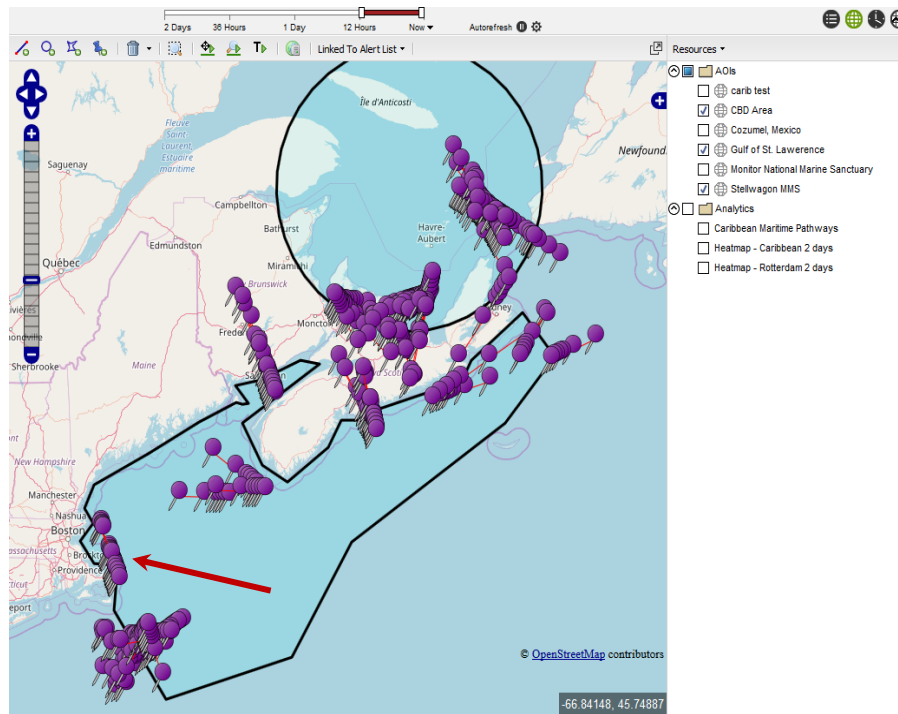 2 Days 36 Hours 1 Day 12 Hours Now Autorefresh
Linked To Alert List
Resources
AOIs
carib test
CBD Area
Cozumel, Mexico
Gulf of St. Lawerence
Monitor National Marine Sanctuary
Stellwagon MMS
Analytics
Caribbean Maritime Pathways
Heatmap - Caribbean 2 days
Heatmap - Rotterdam 2 days
Île d'Anticosti
Fleuve
Saint-
Laurent,
Estuaire
maritime
Saguenay
Newfound
Campbellton
Bathurst
Havre-
Aubert
Edmundston
Miramichi
Québec
Brunswick
Moncton
Sherbrooke
Maine
New Hampshire
Manchester
Nashua
Boston
Brockton
Providence
© OpenStreetMap contributors
-66.84148, 45.74887